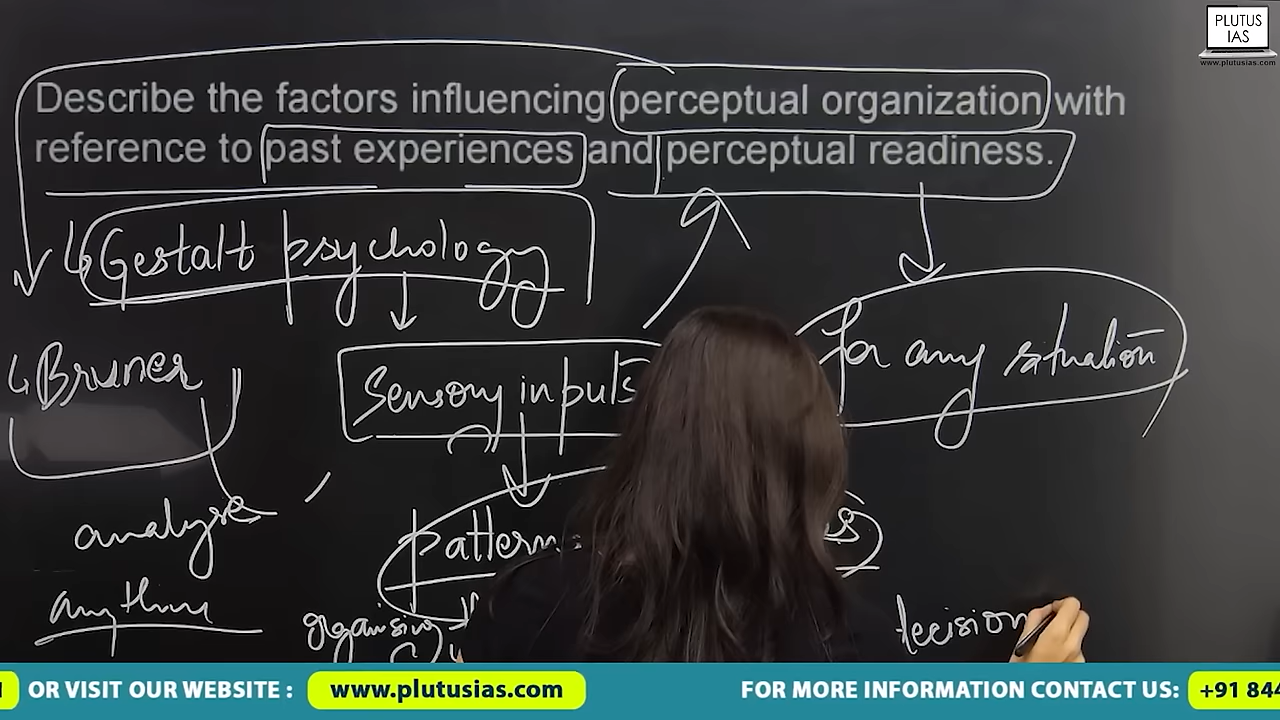 PLUTUS
IAS
www.plutusias.com
Describe the factors influencing perceptual organization with
reference to past experiences and perceptual readiness.
Gestalt psychology
for any situation
Bruner
Sensory inputs
analyse
pattern
anything
organising
decision
OR VISIT OUR WEBSITE : www.plutusias.com FOR MORE INFORMATION CONTACT US: +91 844